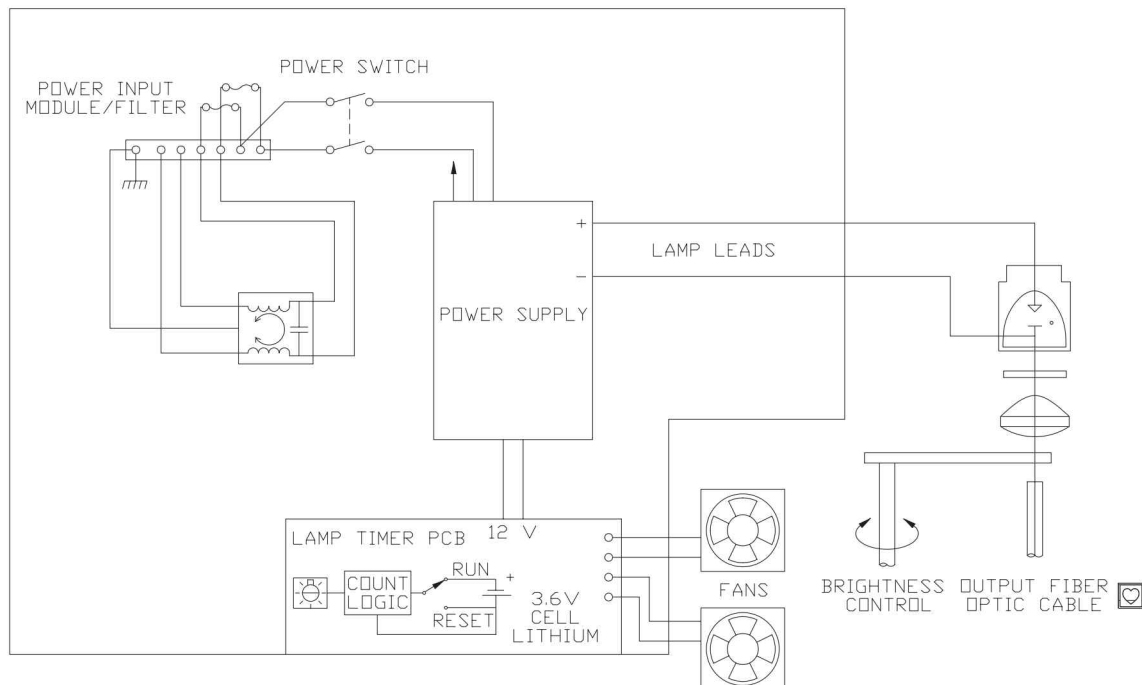 POWER SWITCH
POWER INPUT
MODULE/FILTER
+
LAMP LEADS
−
POWER SUPPLY
LAMP TIMER PCB
12 V
RUN
+
COUNT
LOGIC
RESET
3.6V
CELL
LITHIUM
FANS
BRIGHTNESS
CONTROL
OUTPUT FIBER
OPTIC CABLE